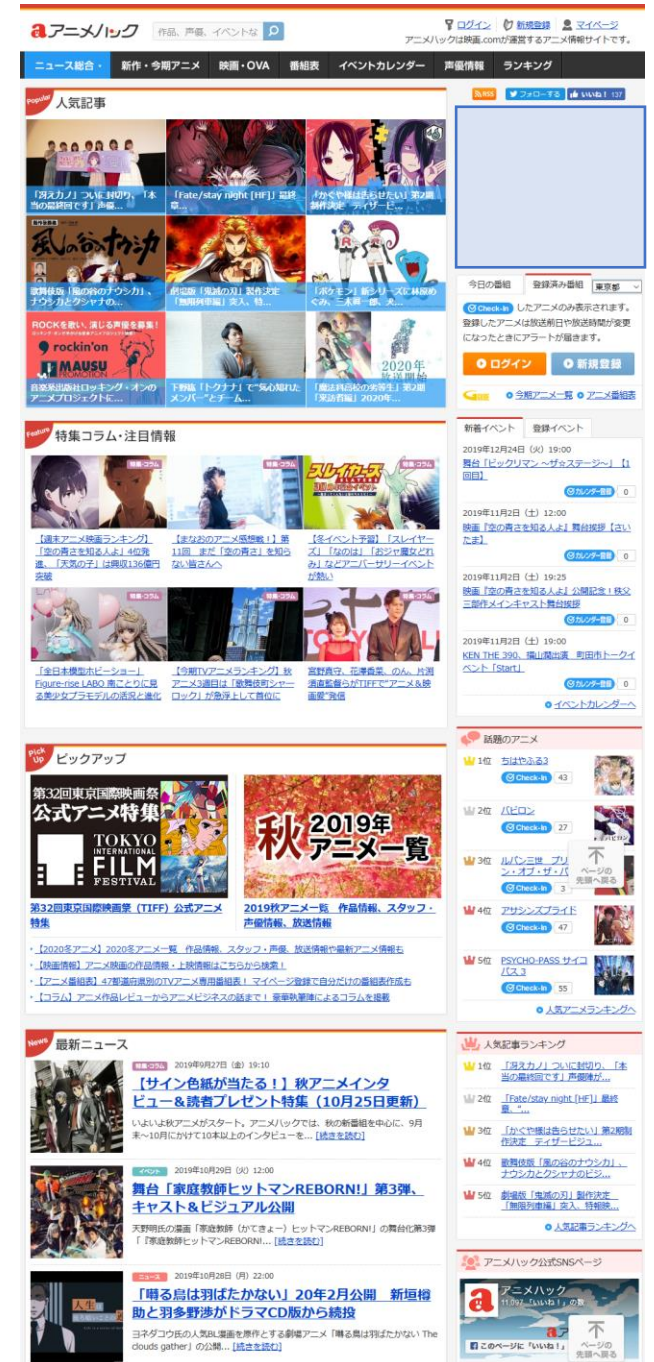 アニメハック
作品、声優、イベントな
ログイン 新規登録 マイページ
アニメハックは映画.comが運営するアニメ情報サイトです。
ニュース総合 新作・今期アニメ 映画・OVA 番組表 イベントカレンダー 声優情報 ランキング
Popular
人気記事
「冴えカノ」ついに封切り、「本
当の最終回です」声優...
「Fate/stay night [HF]」最終
章、...
「かぐや様は告らせたい」第2期
制作決定 ティザービ...
風の谷のナウシカ
歌舞伎版「風の谷のナウシカ」、
ナウシカとクシャナの...
劇場版「鬼滅の刃」製作決定
「無限列車編」突入、特...
「ポケモン」新シリーズに林原め
ぐみ、三木眞一郎、犬...
ROCKを歌い、演じる
声優を募集!
rockin'on
MAUSU
PROMOTION
音楽系出版社ロッキング・オンの
アニメプロジェクトに...
下野紘「トクナナ」で“気心知れた
メンバー”とチーム...
2020年
放送開始
「魔法科高校の劣等生」第2期
「来訪者編」2020年...
Feature
特集コラム・注目情報
特集・コラム
【週末アニメ映画ランキング】
「空の青さを知る人よ」4位発
進、「天気の子」は興収136億円
突破
特集・コラム
【まなおのアニメ感想戦!】第
11回 まだ「空の青さ」を知ら
ない皆さんへ
スレイヤーズ
特集・コラム
【冬イベント予習】「スレイヤー
ズ」「なのは」「おジャ魔女どれ
み」などアニバーサリーイベント
が熱い
特集・コラム
「全日本模型ホビーショー」
Figure-rise LABO 南ことりに見
る美少女プラモデルの活況と進化
特集・コラム
【今期TVアニメランキング】秋
アニメ3週目は「歌舞伎町シャー
ロック」が急浮上して首位に
宮野真守、花澤香菜、のん、片渕
須直監督らがTIFFで“アニメ&映
画愛”発信
Pick Up
ピックアップ
第32回東京国際映画祭
公式アニメ特集
TOKYO
INTERNATIONAL
FILM
FESTIVAL
第32回東京国際映画祭(TIFF)公式アニメ
特集
秋 2019年
アニメ一覧
2019秋アニメ一覧 作品情報、スタッフ・
声優情報、放送情報
・【2020冬アニメ】2020冬アニメ一覧 作品情報、スタッフ・声優、放送情報や最新アニメ情報も
・【映画情報】アニメ映画の作品情報・上映情報はこちらから検索!
・【アニメ番組表】47都道府県別のTVアニメ専用番組表! マイページ登録で自分だけの番組表作成も
・【コラム】アニメ作品レビューからアニメビジネスの話まで! 豪華執筆陣によるコラムを掲載
News
最新ニュース
特集・コラム 2019年9月27日(金) 19:10
【サイン色紙が当たる!】秋アニメインタ
ビュー&読者プレゼント特集(10月25日更新)
いよいよ秋アニメがスタート。アニメハックでは、秋の新番組を中心に、9月
末~10月にかけて10本以上のインタビューを... [続きを読む]
イベント 2019年10月29日(火) 12:00
舞台「家庭教師ヒットマンREBORN!」第3弾、
キャスト&ビジュアル公開
天野明氏の漫画「家庭教師(かてきょー)ヒットマンREBORN!」の舞台化第3弾
「『家庭教師ヒットマンREBORN!... [続きを読む]
ニュース 2019年10月28日(月) 22:00
「囀る鳥は羽ばたかない」20年2月公開 新垣樽
助と羽多野渉がドラマCD版から続投
ヨネダコウ氏の人気BL漫画を原作とする劇場アニメ「囀る鳥は羽ばたかない The
clouds gather」の公開... [続きを読む]
RSS フォローする いいね! 137
今日の番組 登録済み番組 東京都
Check-in したアニメのみ表示されます。
登録したアニメは放送前日や放送時間が変更
になったときにアラートが届きます。
ログイン 新規登録
今期アニメ一覧 アニメ番組表
新着イベント 登録イベント
2019年12月24日(火) 19:00
舞台「ビックリマン ~ザ☆ステージ~」【1
回目】
カレンダー登録 0
2019年11月2日(土) 12:00
映画『空の青さを知る人よ』舞台挨拶【さい
たま】
カレンダー登録 0
2019年11月2日(土) 19:25
映画『空の青さを知る人よ』公開記念!秩父
三部作メインキャスト舞台挨拶
カレンダー登録 0
2019年11月2日(土) 19:00
KEN THE 390、福山潤出演 町田市トークイ
ベント「Start」
カレンダー登録 0
イベントカレンダーへ
話題のアニメ
1位 ちはやふる3
Check-in 43
2位 バビロン
Check-in 27
3位 ルパン三世 プリ
ン・オブ・ザ・パ
Check-in 3
ページの
先頭へ戻る
4位 アサシンズプライド
Check-in 47
5位 PSYCHO-PASS サイコ
パス 3
Check-in 55
人気アニメランキングへ
人気記事ランキング
1位 「冴えカノ」ついに封切り、「本
当の最終回です」声優陣が...
2位 「Fate/stay night [HF]」最終
章、“...
3位 「かぐや様は告らせたい」第2期制
作決定 ティザービジュ...
4位 歌舞伎版「風の谷のナウシカ」、
ナウシカとクシャナのビジ...
5位 劇場版「鬼滅の刃」製作決定
「無限列車編」突入、特報映...
人気記事ランキングへ
アニメハック公式SNSページ
アニメハック
11,097 「いいね!」の数
このページに「いいね!」
ページの
先頭へ戻る